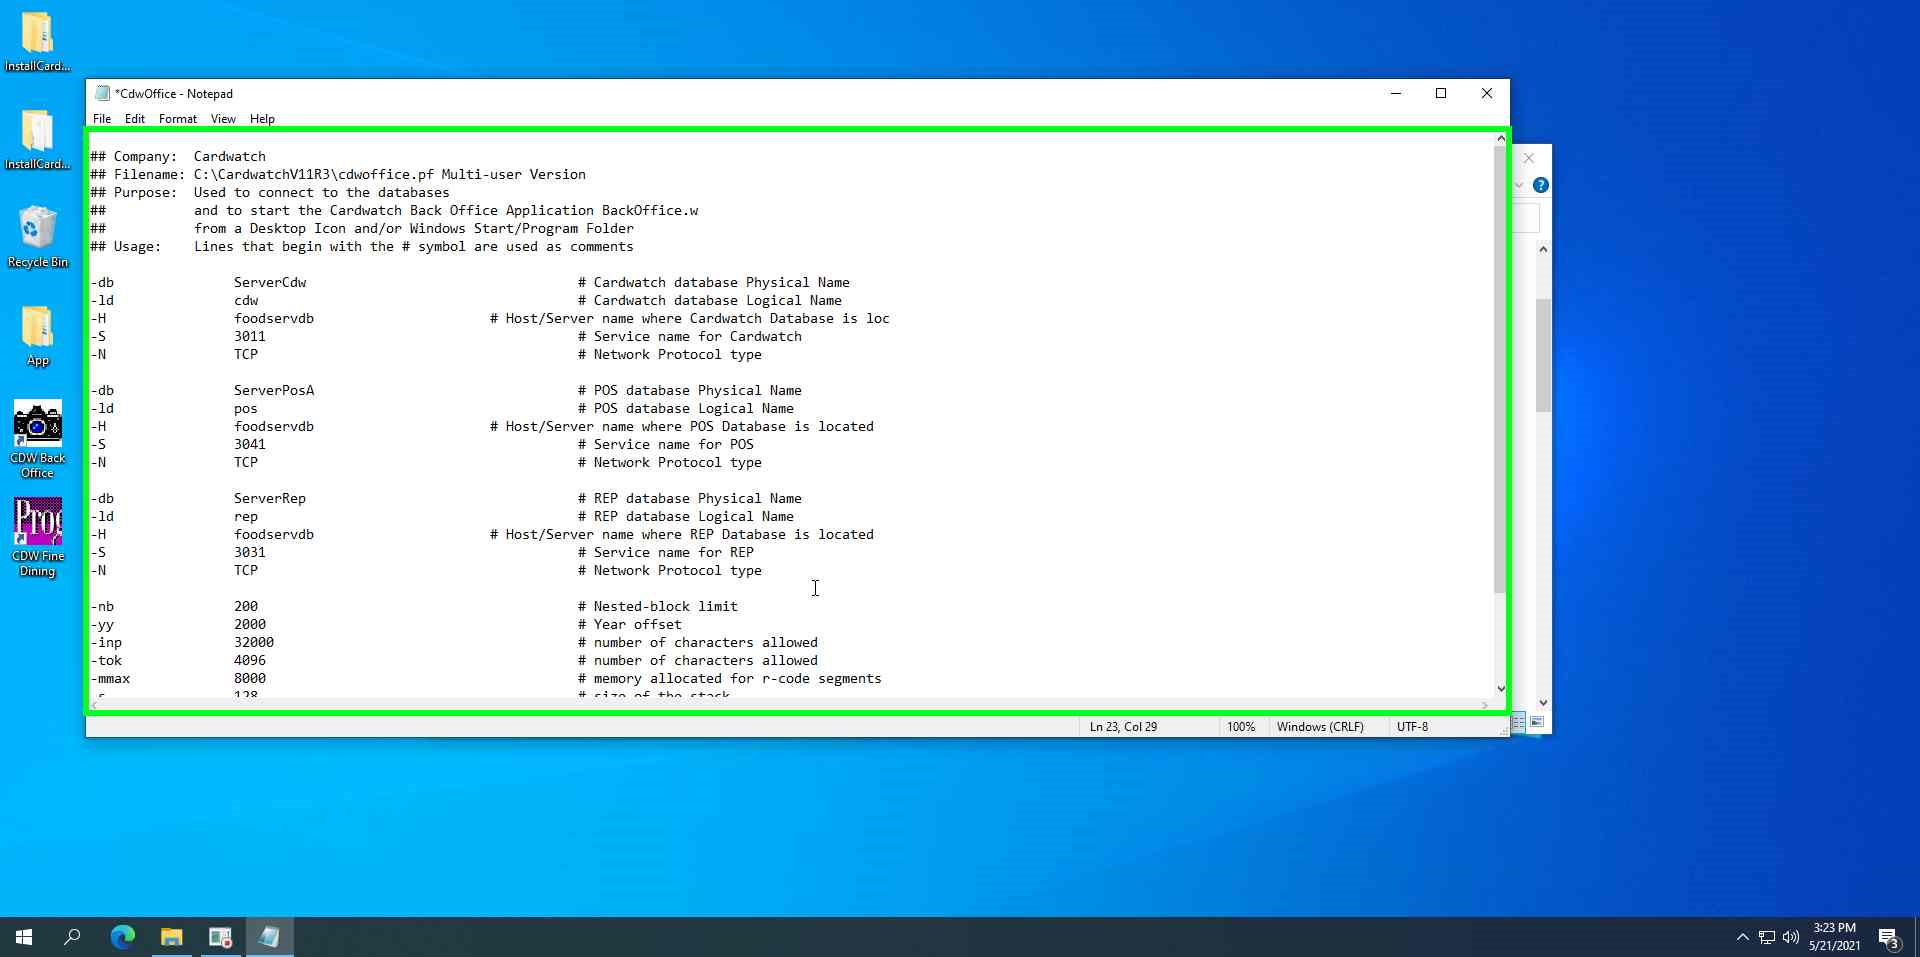 InstallCard...
InstallCard...
Recycle Bin
App
CDW Back
Office
Prog
CDW Fine
Dining
*CdwOffice - Notepad
File Edit Format View Help
## Company: Cardwatch
## Filename: C:\CardwatchV11R3\cdwoffice.pf Multi-user Version
## Purpose: Used to connect to the databases
## and to start the Cardwatch Back Office Application BackOffice.w
## from a Desktop Icon and/or Windows Start/Program Folder
## Usage: Lines that begin with the # symbol are used as comments
-db ServerCdw # Cardwatch database Physical Name
-ld cdw # Cardwatch database Logical Name
-H foodservdb # Host/Server name where Cardwatch Database is loc
-S 3011 # Service name for Cardwatch
-N TCP # Network Protocol type
-db ServerPosA # POS database Physical Name
-ld pos # POS database Logical Name
-H foodservdb # Host/Server name where POS Database is located
-S 3041 # Service name for POS
-N TCP # Network Protocol type
-db ServerRep # REP database Physical Name
-ld rep # REP database Logical Name
-H foodservdb # Host/Server name where REP Database is located
-S 3031 # Service name for REP
-N TCP # Network Protocol type
-nb 200 # Nested-block limit
-yy 2000 # Year offset
-inp 32000 # number of characters allowed
-tok 4096 # number of characters allowed
-mmax 8000 # memory allocated for r-code segments
-s 128 # size of the stack
Ln 23, Col 29 100% Windows (CRLF) UTF-8
?
3:23 PM
5/21/2021
3